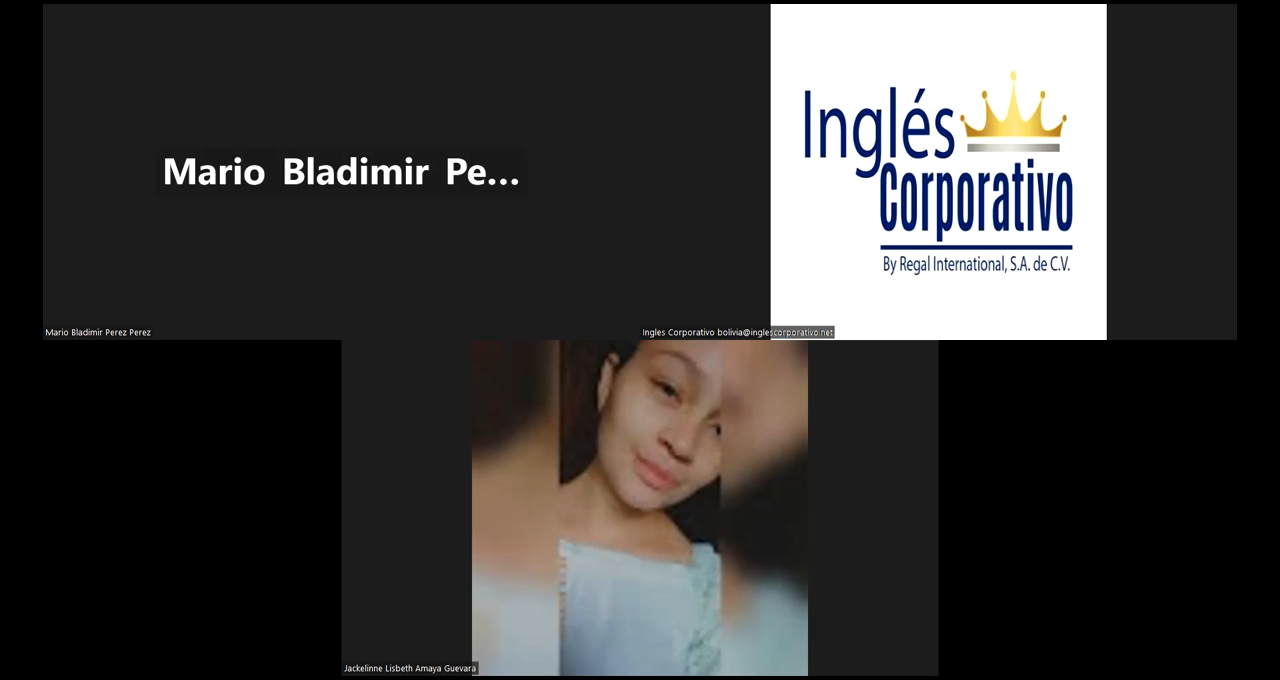 Mario Bladimir Pe...
Mario Bladimir Perez Perez
Inglés
Corporativo
By Regal International, S.A. de C.V.
Ingles Corporativo bolivia@inglescorporativo.net
Jackelinne Lisbeth Amaya Guevara